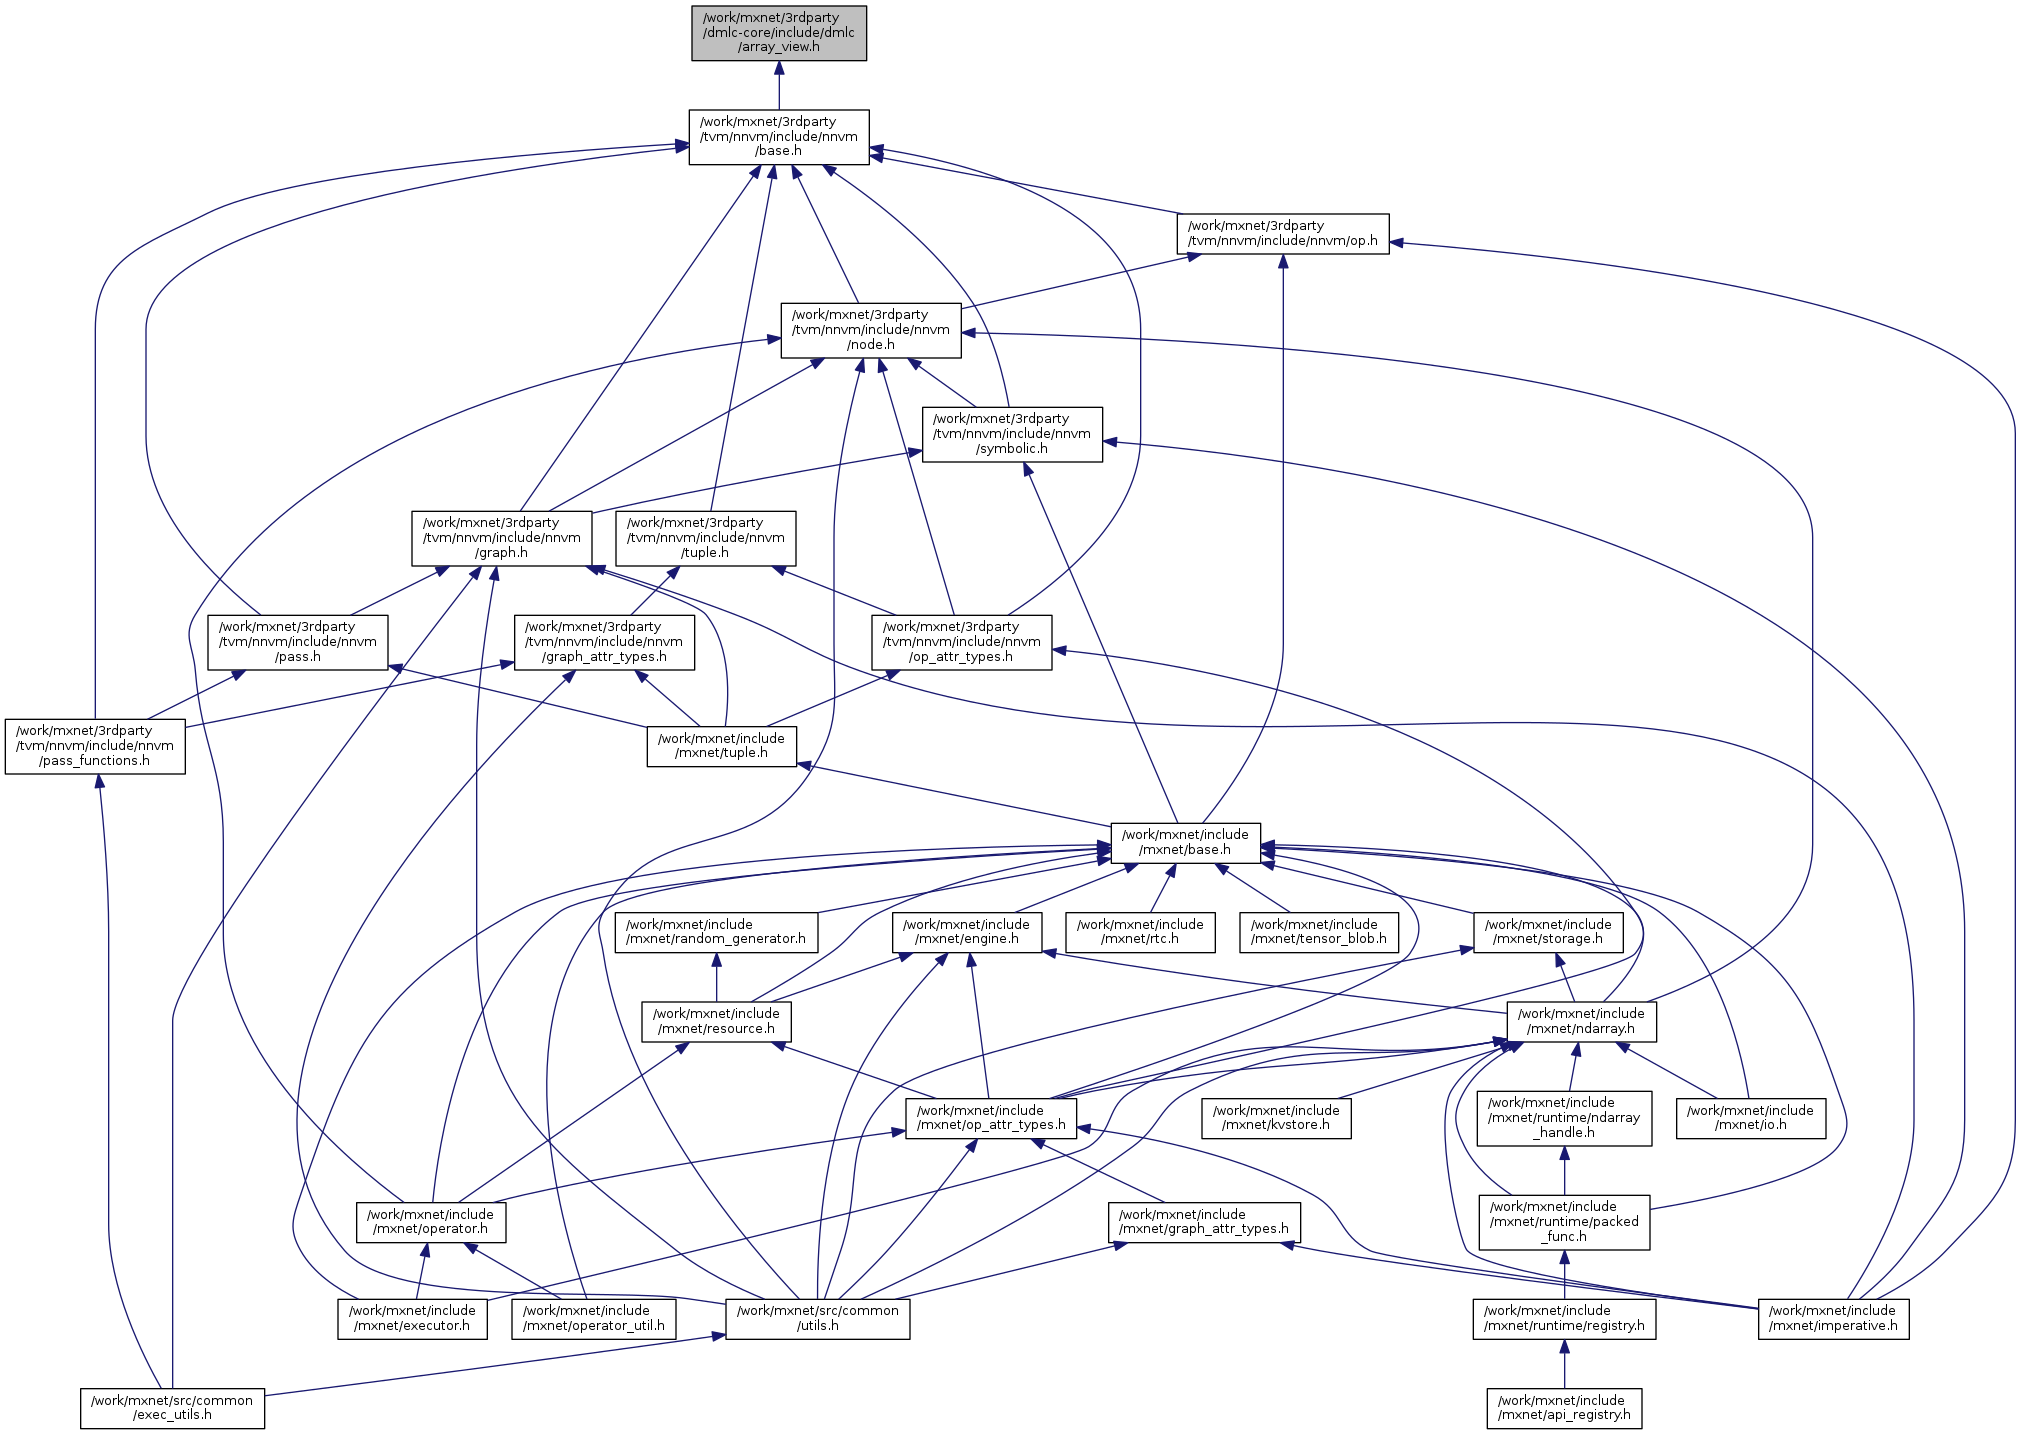 /work/mxnet/3rdparty
/dmlc-core/include/dmlc
/array_view.h
/work/mxnet/3rdparty
/tvm/nnvm/include/nnvm
/base.h
/work/mxnet/3rdparty
/tvm/nnvm/include/nnvm/op.h
/work/mxnet/3rdparty
/tvm/nnvm/include/nnvm
/node.h
/work/mxnet/3rdparty
/tvm/nnvm/include/nnvm
/symbolic.h
/work/mxnet/3rdparty
/tvm/nnvm/include/nnvm
/graph.h
/work/mxnet/3rdparty
/tvm/nnvm/include/nnvm
/tuple.h
/work/mxnet/3rdparty
/tvm/nnvm/include/nnvm
/pass.h
/work/mxnet/3rdparty
/tvm/nnvm/include/nnvm
/graph_attr_types.h
/work/mxnet/3rdparty
/tvm/nnvm/include/nnvm
/op_attr_types.h
/work/mxnet/3rdparty
/tvm/nnvm/include/nnvm
/pass_functions.h
/work/mxnet/include
/mxnet/tuple.h
/work/mxnet/include
/mxnet/base.h
/work/mxnet/include
/mxnet/random_generator.h
/work/mxnet/include
/mxnet/engine.h
/work/mxnet/include
/mxnet/rtc.h
/work/mxnet/include
/mxnet/tensor_blob.h
/work/mxnet/include
/mxnet/storage.h
/work/mxnet/include
/mxnet/resource.h
/work/mxnet/include
/mxnet/ndarray.h
/work/mxnet/include
/mxnet/op_attr_types.h
/work/mxnet/include
/mxnet/kvstore.h
/work/mxnet/include
/mxnet/runtime/ndarray
_handle.h
/work/mxnet/include
/mxnet/io.h
/work/mxnet/include
/mxnet/operator.h
/work/mxnet/include
/mxnet/graph_attr_types.h
/work/mxnet/include
/mxnet/runtime/packed
_func.h
/work/mxnet/include
/mxnet/executor.h
/work/mxnet/include
/mxnet/operator_util.h
/work/mxnet/src/common
/utils.h
/work/mxnet/include
/mxnet/runtime/registry.h
/work/mxnet/include
/mxnet/imperative.h
/work/mxnet/src/common
/exec_utils.h
/work/mxnet/include
/mxnet/api_registry.h